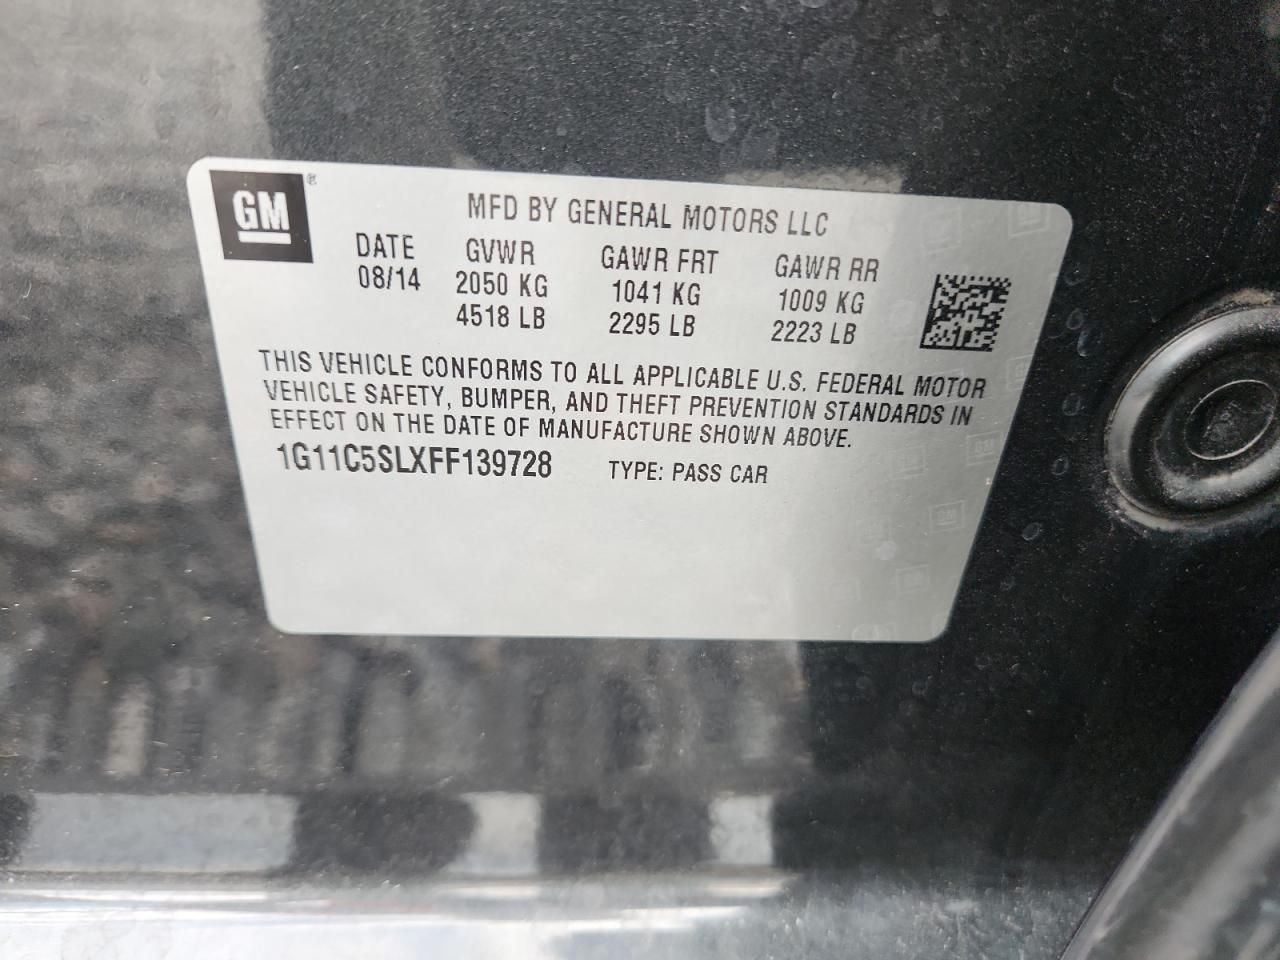 GM®
MFD BY GENERAL MOTORS LLC
DATE GVWR GAWR FRT GAWR RR
08/14 2050 KG 1041 KG 1009 KG
4518 LB 2295 LB 2223 LB
THIS VEHICLE CONFORMS TO ALL APPLICABLE U.S. FEDERAL MOTOR
VEHICLE SAFETY, BUMPER, AND THEFT PREVENTION STANDARDS IN
EFFECT ON THE DATE OF MANUFACTURE SHOWN ABOVE.
1G11C5SLXFF139728 TYPE: PASS CAR